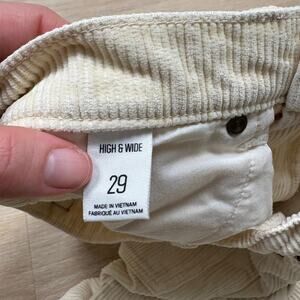 HIGH & WIDE
29
MADE IN VIETNAM
FABRIQUÉ AU VIETNAM